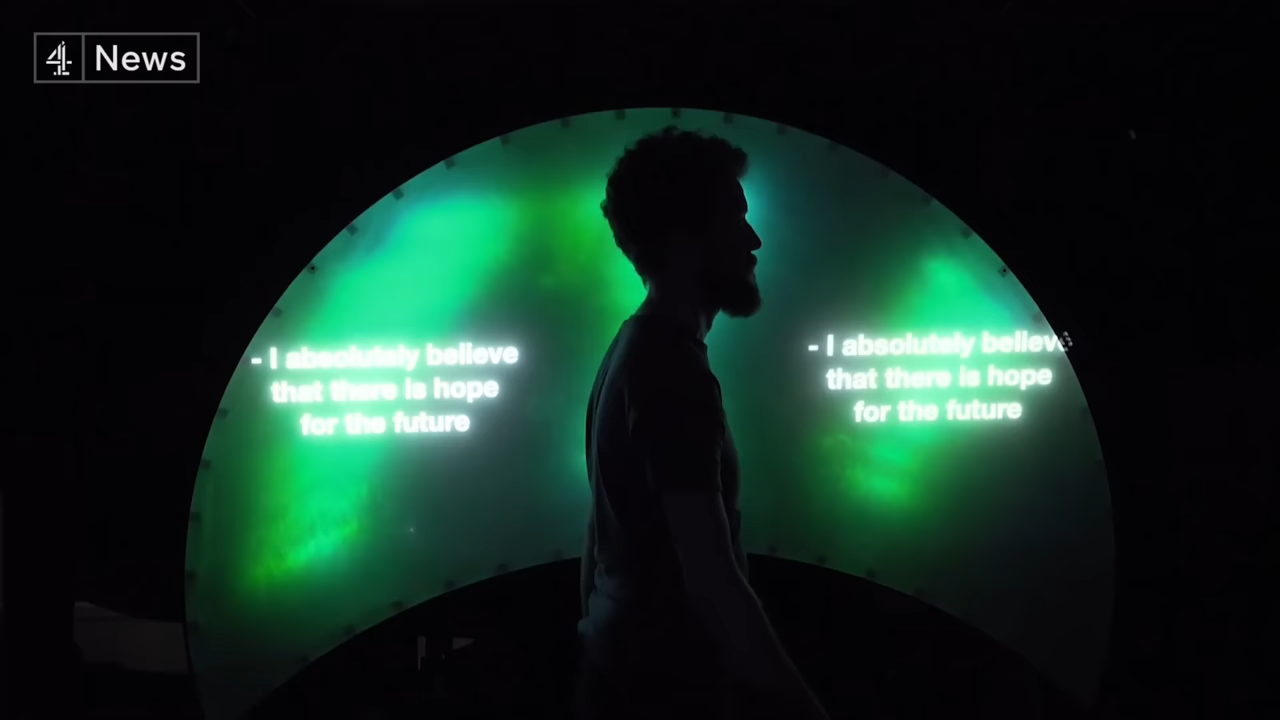 4 News
- I absolutely believe
that there is hope
for the future
- I absolutely believe
that there is hope
for the future